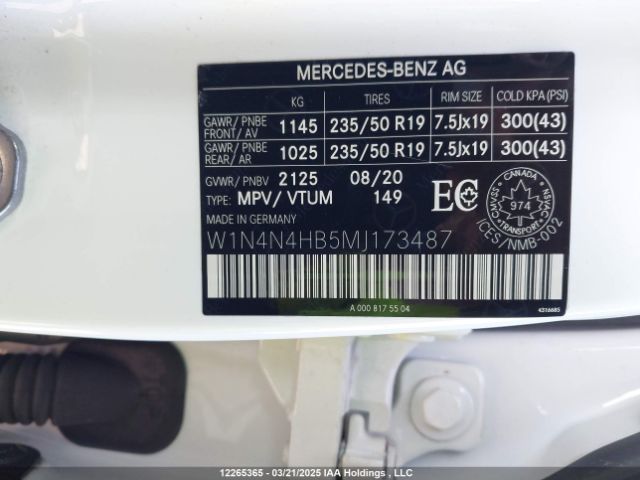 MERCEDES-BENZ AG
KG TIRES RIM SIZE COLD KPA (PSI)
GAWR/ PNBE FRONT/ AV 1145 235/50 R19 7.5Jx19 300(43)
GAWR/ PNBE REAR/ AR 1025 235/50 R19 7.5Jx19 300(43)
GVWR/ PNBV 2125 08/20
TYPE: MPV/ VTUM 149
MADE IN GERMANY
EC
CANADA
974
TRANSPORT
SVMAC CMVSS
ICES/NMB-002
W1N4N4HB5MJ173487
A 000 817 55 04
4316685
12265365 - 03/21/2025 IAA Holdings , LLC